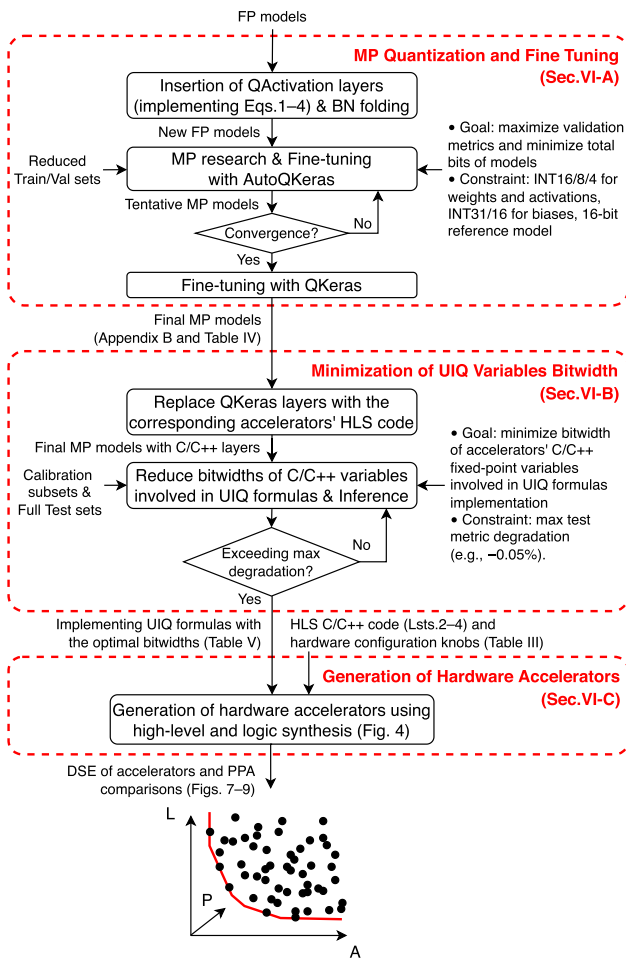 FP models
MP Quantization and Fine Tuning
(Sec.VI-A)
Insertion of QActivation layers
(implementing Eqs.1–4) & BN folding
New FP models
Reduced
Train/Val sets
MP research & Fine-tuning
with AutoQKeras
• Goal: maximize validation
metrics and minimize total
bits of models
• Constraint: INT16/8/4 for
weights and activations,
INT31/16 for biases, 16-bit
reference model
Tentative MP models
No
Convergence?
Yes
Fine-tuning with QKeras
Final MP models
(Appendix B and Table IV)
Minimization of UIQ Variables Bitwidth
(Sec.VI-B)
Replace QKeras layers with the
corresponding accelerators' HLS code
Final MP models with C/C++ layers
Calibration
subsets &
Full Test sets
Reduce bitwidths of C/C++ variables
involved in UIQ formulas & Inference
• Goal: minimize bitwidth
of accelerators' C/C++
fixed-point variables
involved in UIQ formulas
implementation
• Constraint: max test
metric degradation
(e.g., −0.05%).
No
Exceeding max
degradation?
Yes
Implementing UIQ formulas with
the optimal bitwidths (Table V)
HLS C/C++ code (Lsts.2–4) and
hardware configuration knobs (Table III)
Generation of Hardware Accelerators
(Sec.VI-C)
Generation of hardware accelerators using
high-level and logic synthesis (Fig. 4)
DSE of accelerators and PPA
comparisons (Figs. 7–9)
L
P
A